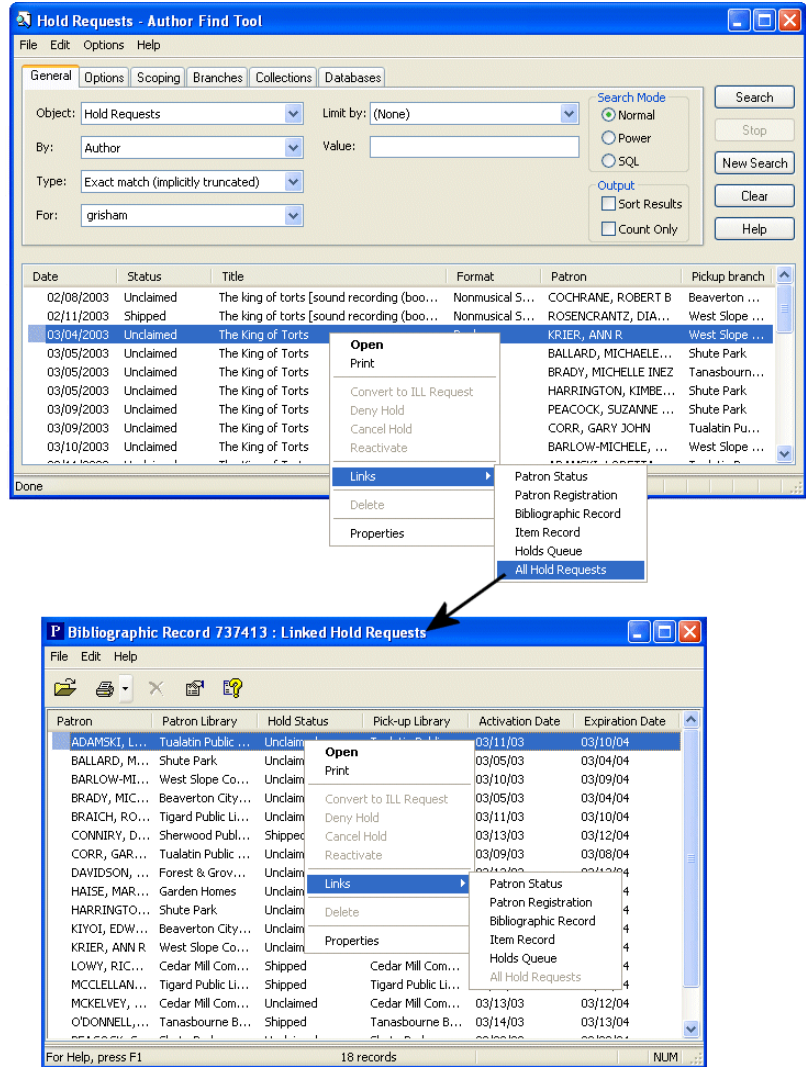 Hold Requests - Author Find Tool
File Edit Options Help
General Options Scoping Branches Collections Databases
Object: Hold Requests Limit by: (None)
By: Author Value:
Type: Exact match (implicitly truncated)
For: grisham
Search Mode
Normal
Power
SQL
Output
Sort Results
Count Only
Search
Stop
New Search
Clear
Help
Date Status Title Format Patron Pickup branch
02/08/2003 Unclaimed The king of torts [sound recording (boo... Nonmusical S... COCHRANE, ROBERT B Beaverton ...
02/11/2003 Shipped The king of torts [sound recording (boo... Nonmusical S... ROSENCRANTZ, DIA... West Slope ...
03/04/2003 Unclaimed The King of Torts KRIER, ANN R West Slope ...
03/05/2003 Unclaimed The King of Torts BALLARD, MICHAELE... Shute Park
03/05/2003 Unclaimed The King of Torts BRADY, MICHELLE INEZ Tanasbourn...
03/05/2003 Unclaimed The King of Torts HARRINGTON, KIMBE... Shute Park
03/09/2003 Unclaimed The King of Torts PEACOCK, SUZANNE ... Shute Park
03/09/2003 Unclaimed The King of Torts CORR, GARY JOHN Tualatin Pu...
03/10/2003 Unclaimed The King of Torts BARLOW-MICHELE, ... West Slope ...
Done
Open
Print
Convert to ILL Request
Deny Hold
Cancel Hold
Reactivate
Links
Delete
Properties
Patron Status
Patron Registration
Bibliographic Record
Item Record
Holds Queue
All Hold Requests
P Bibliographic Record 737413 : Linked Hold Requests
File Edit Help
Patron Patron Library Hold Status Pick-up Library Activation Date Expiration Date
ADAMSKI, L... Tualatin Public ... Unclaimed 03/11/03 03/10/04
BALLARD, M... Shute Park Unclaim 03/05/03 03/04/04
BARLOW-MI... West Slope Co... Unclaim 03/10/03 03/09/04
BRADY, MIC... Beaverton City... Unclaim 03/05/03 03/04/04
BRAICH, RO... Tigard Public Li... Unclaim 03/11/03 03/10/04
CONNIRY, D... Sherwood Publ... Shipped 03/13/03 03/12/04
CORR, GAR... Tualatin Public ... Unclaim 03/09/03 03/08/04
DAVIDSON, ... Forest & Grov... Unclaim
HAISE, MAR... Garden Homes Unclaim 4
HARRINGTO... Shute Park Unclaim 4
KIYOI, EDW... Beaverton City... Unclaim 4
KRIER, ANN R West Slope Co... Unclaim 4
LOWY, RIC... Cedar Mill Com... Shipped Cedar Mill Com... 4
MCCLELLAN... Tigard Public Li... Shipped Tigard Public Li... 4
MCKELVEY, ... Cedar Mill Com... Unclaimed Cedar Mill Com... 03/13/03 03/12/04
O'DONNELL,... Tanasbourne B... Shipped Tanasbourne B... 03/14/03 03/13/04
Open
Print
Convert to ILL Request
Deny Hold
Cancel Hold
Reactivate
Links
Delete
Properties
Patron Status
Patron Registration
Bibliographic Record
Item Record
Holds Queue
All Hold Requests
For Help, press F1 18 records NUM